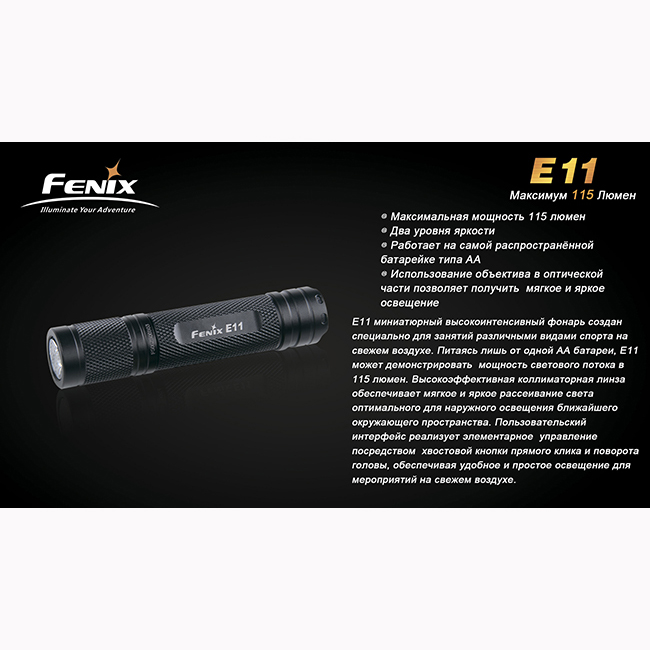 FENIX
Illuminate Your Adventure
E11
Максимум 115 Люмен
Максимальная мощность 115 люмен
Два уровня яркости
Работает на самой распространённой
батарейке типа АА
Использование объектива в оптической
части позволяет получить мягкое и яркое
освещение
FENIX E11
E11 миниатюрный высокоинтенсивный фонарь создан
специально для занятий различными видами спорта на
свежем воздухе. Питаясь лишь от одной АА батареи, E11
может демонстрировать мощность светового потока в
115 люмен. Высокоэффективная коллиматорная линза
обеспечивает мягкое и яркое рассеивание света
оптимального для наружного освещения ближайшего
окружающего пространства. Пользовательский
интерфейс реализует элементарное управление
посредством хвостовой кнопки прямого клика и поворота
головы, обеспечивая удобное и простое освещение для
мероприятий на свежем воздухе.